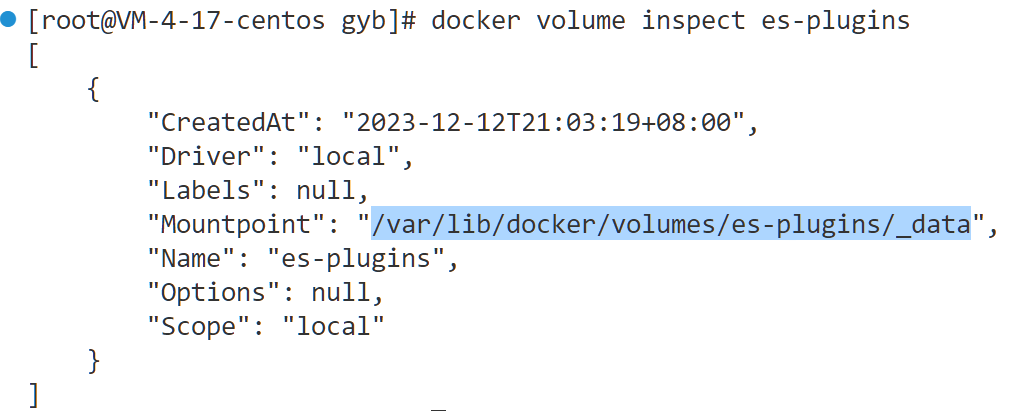 [root@VM-4-17-centos gyb]# docker volume inspect es-plugins
[
    {
        "CreatedAt": "2023-12-12T21:03:19+08:00",
        "Driver": "local",
        "Labels": null,
        "Mountpoint": "/var/lib/docker/volumes/es-plugins/_data",
        "Name": "es-plugins",
        "Options": null,
        "Scope": "local"
    }
]